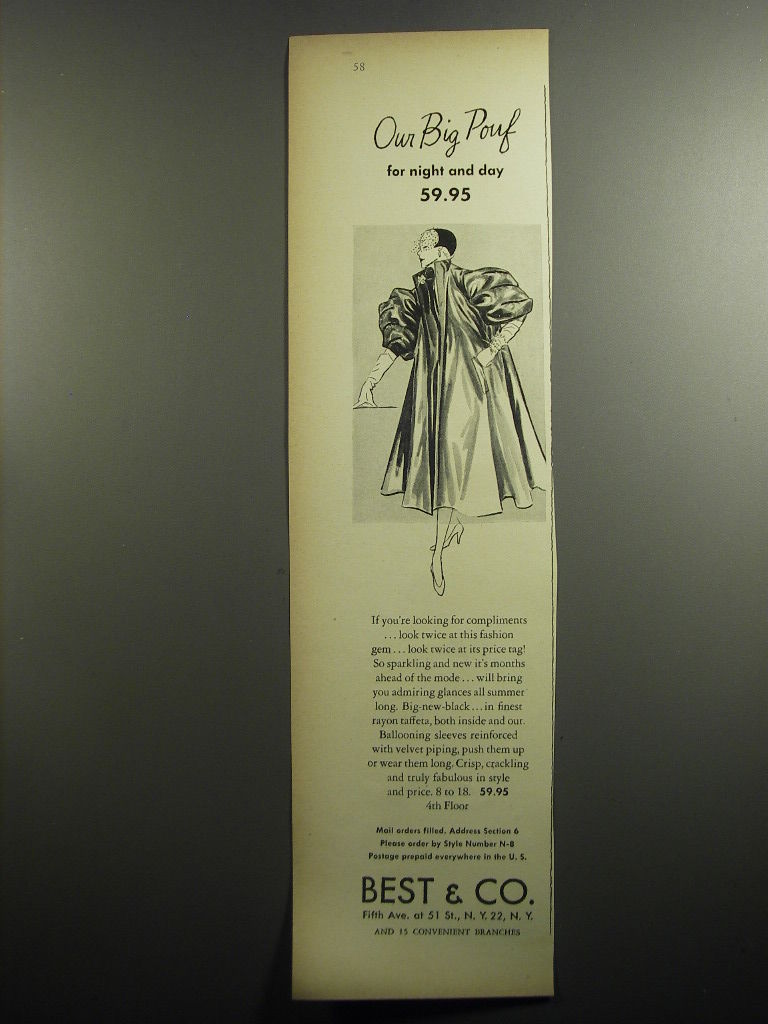 58
Our Big Pouf
for night and day
59.95
If you're looking for compliments
... look twice at this fashion
gem ... look twice at its price tag!
So sparkling and new it's months
ahead of the mode ... will bring
you admiring glances all summer
long. Big-new-black ... in finest
rayon taffeta, both inside and out.
Ballooning sleeves reinforced
with velvet piping, push them up
or wear them long. Crisp, crackling
and truly fabulous in style
and price. 8 to 18. 59.95
4th Floor
Mail orders filled. Address Section 6
Please order by Style Number N-8
Postage prepaid everywhere in the U. S.
BEST & CO.
Fifth Ave. at 51 St., N. Y. 22, N. Y.
AND 15 CONVENIENT BRANCHES